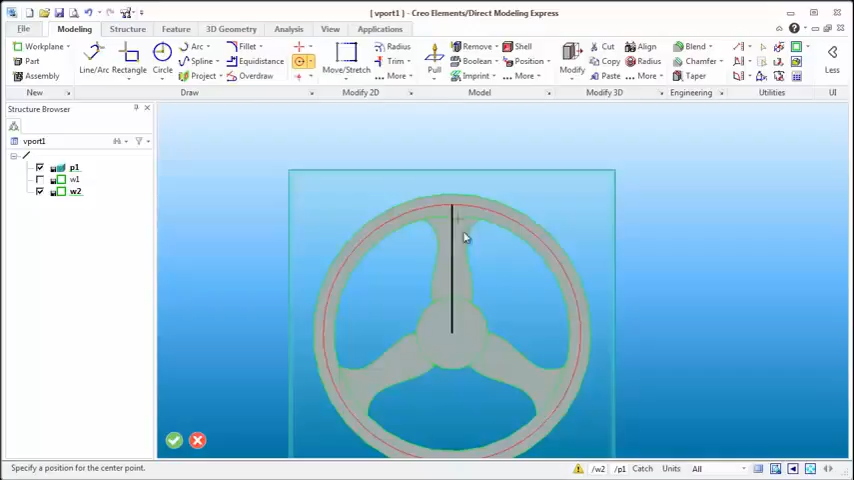 [ vport1 ] - Creo Elements/Direct Modeling Express
File Modeling Structure Feature 3D Geometry Analysis View Part Applications
Workplane
Part
Assembly
New
Line/Arc Rectangle Circle
Arc
Spline
Project
Fillet
Equidistance
Overdraw
Draw
Move/Stretch
Radius
Trim
More
Modify 2D
Pull
Remove
Boolean
Imprint
Shell
Position
More
Model
Modify
Cut
Copy
Paste
Align
Radius
More
Modify 3D
Blend
Chamfer
Taper
Engineering
Utilities
Less
UI
Structure Browser
vport1
p1
w1
w2
Specify a position for the center point.
/w2 /p1 Catch Units All